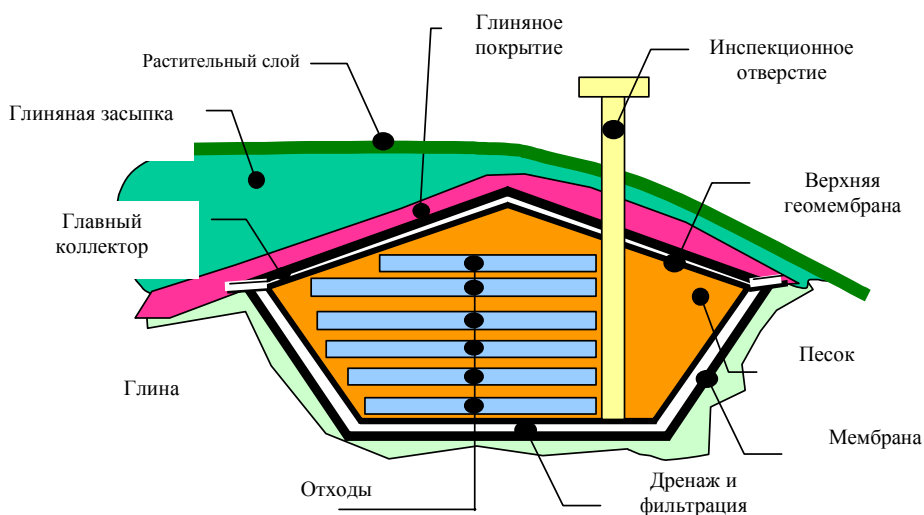 Глиняное
покрытие
Инспекционное
отверстие
Растительный слой
Глиняная засыпка
Верхняя
геомембрана
Главный
коллектор
Песок
Глина
Мембрана
Отходы
Дренаж и
фильтрация